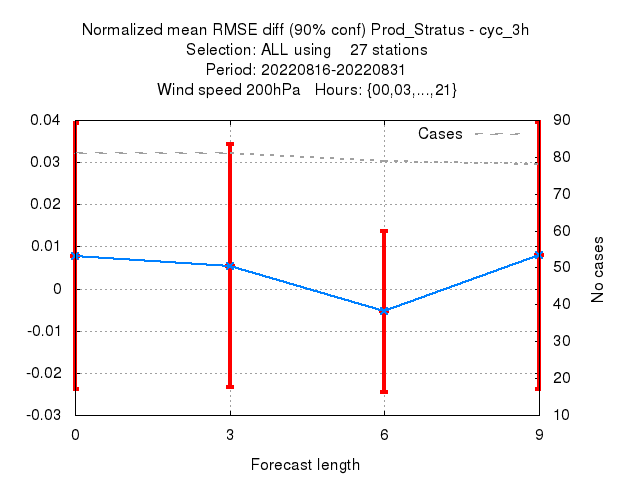 Normalized mean RMSE diff (90% conf) Prod_Stratus - cyc_3h
Selection: ALL using    27 stations
Period: 20220816-20220831
Wind speed 200hPa   Hours: {00,03,...,21}
Cases
0.04
0.03
0.02
0.01
0
-0.01
-0.02
-0.03
90
80
70
60
50
40
30
20
10
No cases
0 3 6 9
Forecast length